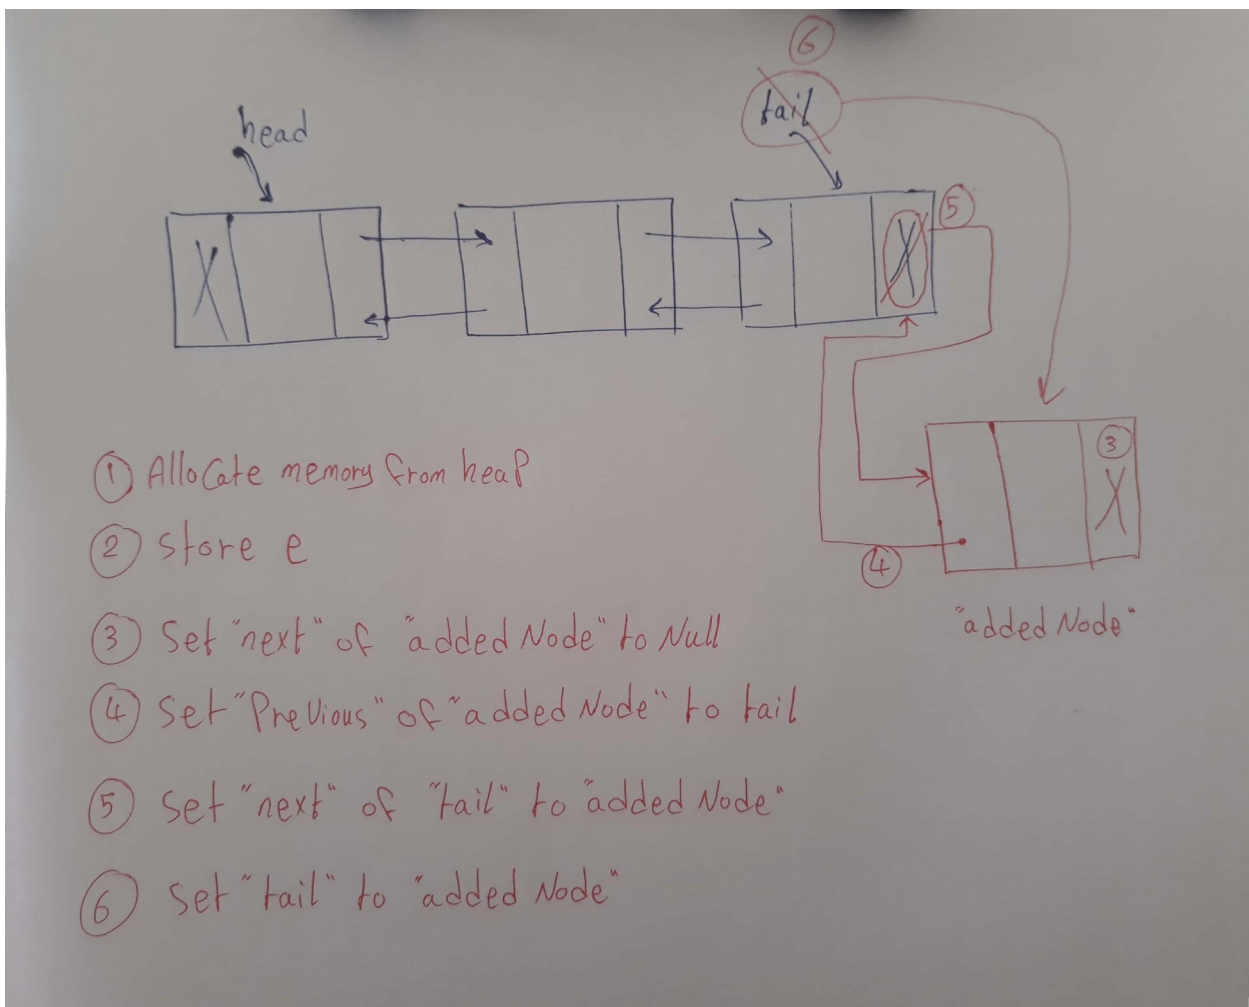 ⑥
tail
head
⑤
③
④
"added Node"
① Allocate memory from heap
② Store e
③ Set "next" of "added Node" to Null
④ Set "Previous" of "added Node" to tail
⑤ Set "next" of "tail" to "added Node"
⑥ Set "tail" to "added Node"